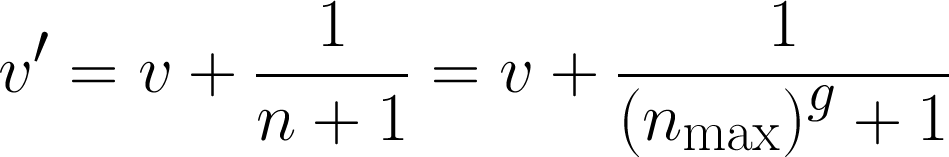 v′ = v + \frac{1}{n + 1} = v + \frac{1}{(n_{\max})^g + 1}